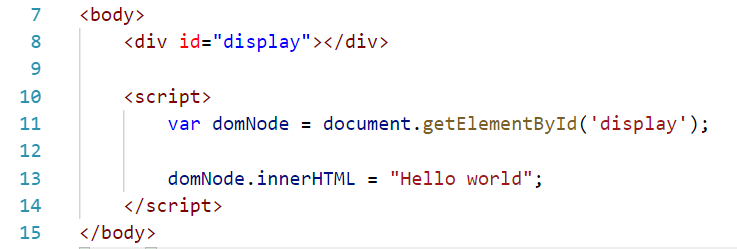 7 <body>
8 <div id="display"></div>
9
10 <script>
11 var domNode = document.getElementById('display');
12
13 domNode.innerHTML = "Hello world";
14 </script>
15 </body>